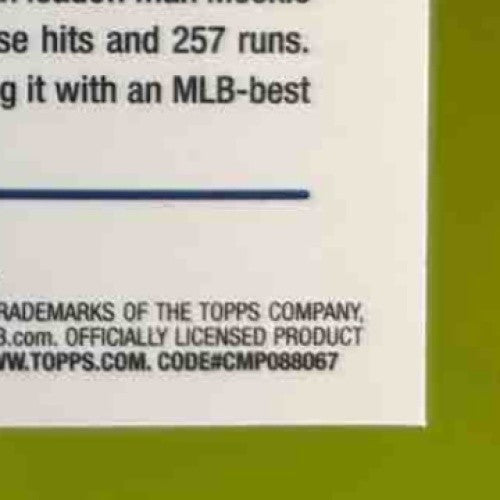 se hits and 257 runs.
g it with an MLB-best
RADEMARKS OF THE TOPPS COMPANY,
B.com. OFFICIALLY LICENSED PRODUCT
WW.TOPPS.COM. CODE#CMP088067